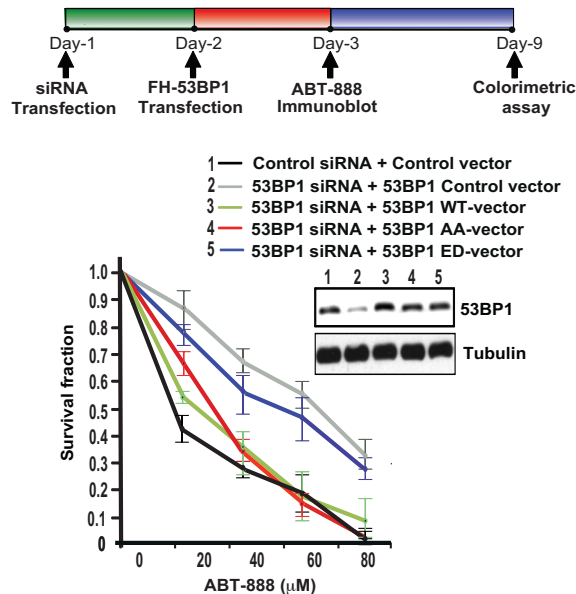 Day-1 Day-2 Day-3 Day-9
siRNA Transfection FH-53BP1 Transfection ABT-888 Immunoblot Colorimetric assay
1 Control siRNA + Control vector
2 53BP1 siRNA + 53BP1 Control vector
3 53BP1 siRNA + 53BP1 WT-vector
4 53BP1 siRNA + 53BP1 AA-vector
5 53BP1 siRNA + 53BP1 ED-vector
1 2 3 4 5
53BP1
Tubulin
Survival fraction
1.0
0.9
0.8
0.7
0.6
0.5
0.4
0.3
0.2
0.1
0
0 20 40 60 80
ABT-888 (μM)